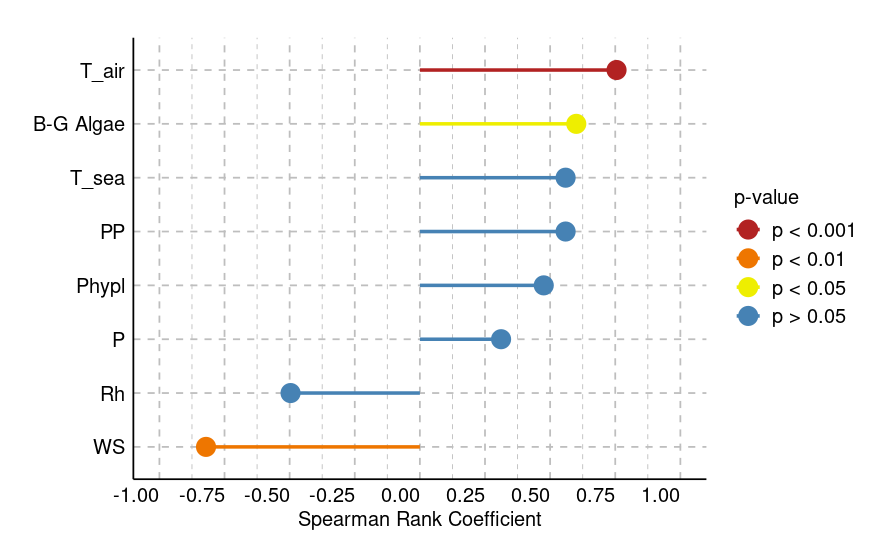 T_air
B-G Algae
T_sea
PP
Phypl
P
Rh
WS
-1.00 -0.75 -0.50 -0.25 0.00 0.25 0.50 0.75 1.00
Spearman Rank Coefficient
p-value
p < 0.001
p < 0.01
p < 0.05
p > 0.05